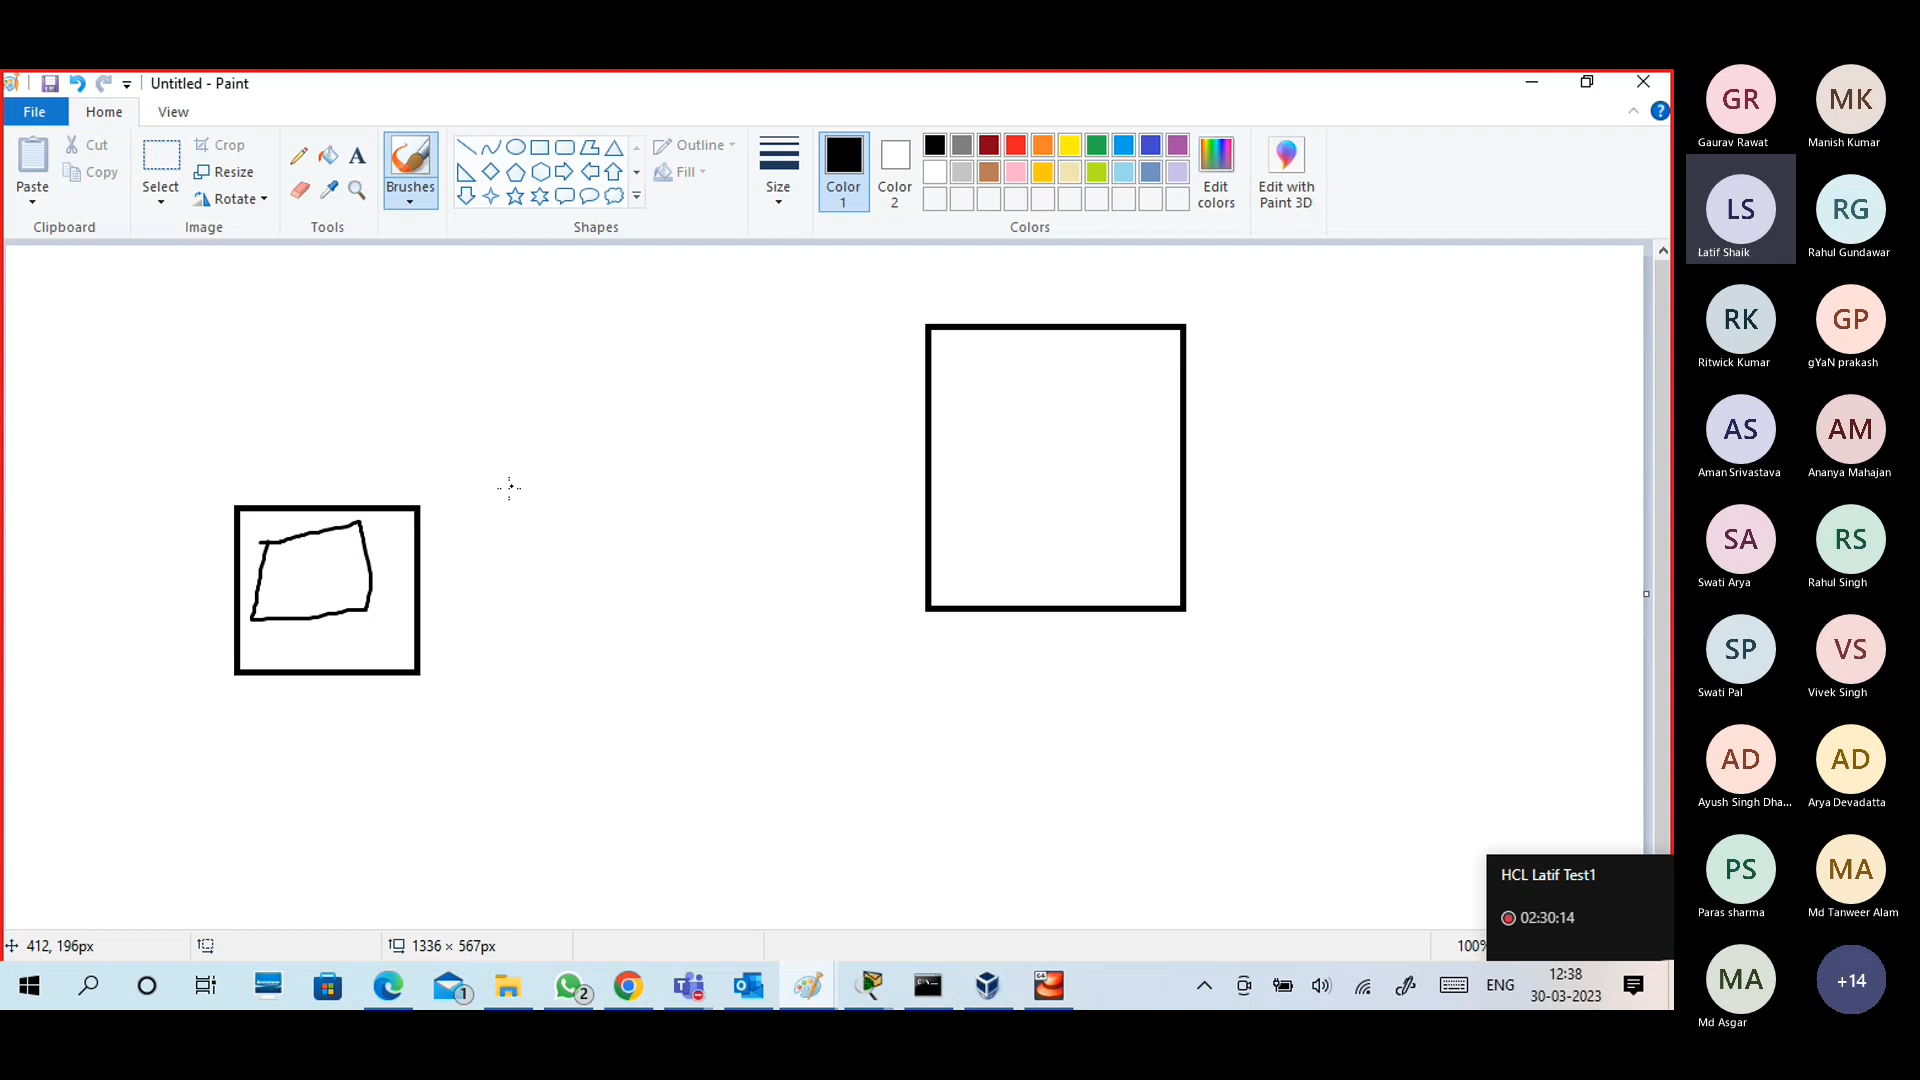 Untitled - Paint
File Home View
Paste
Cut
Copy
Clipboard
Select
Crop
Resize
Rotate
Image
A
Tools
Brushes
Outline
Fill
Shapes
Size
Color 1
Color 2
Edit colors
Colors
Edit with Paint 3D
?
HCL Latif Test1
02:30:14
412, 196px
1336 × 567px
100%
1
2
64
ENG
12:38
30-03-2023
GR
Gaurav Rawat
MK
Manish Kumar
LS
Latif Shaik
RG
Rahul Gundawar
RK
Ritwick Kumar
GP
gYaN prakash
AS
Aman Srivastava
AM
Ananya Mahajan
SA
Swati Arya
RS
Rahul Singh
SP
Swati Pal
VS
Vivek Singh
AD
Ayush Singh Dha...
AD
Arya Devadatta
PS
Paras sharma
MA
Md Tanweer Alam
MA
Md Asgar
+14